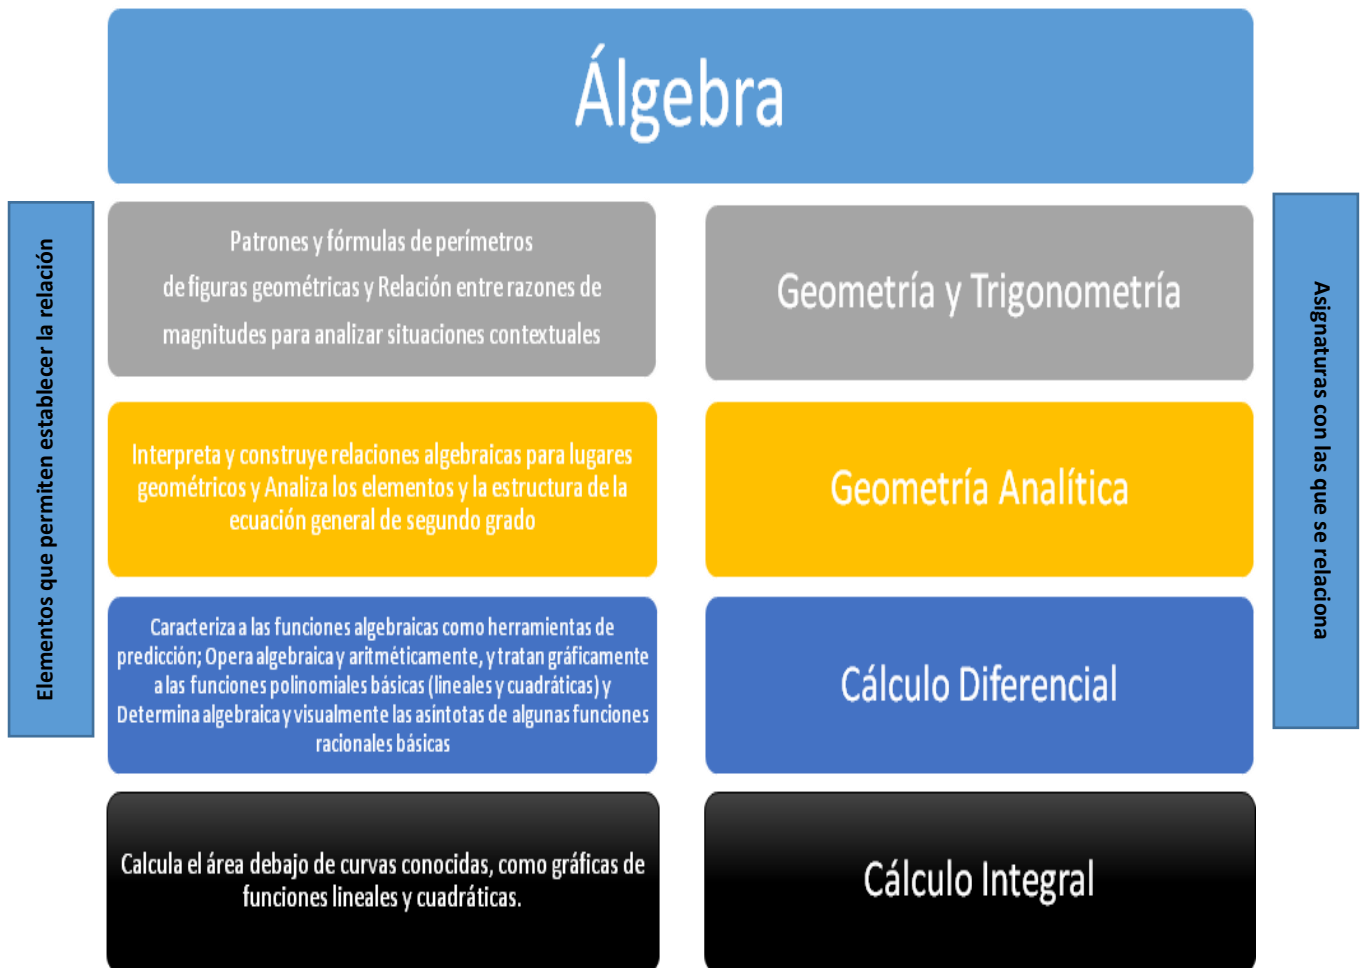 Álgebra
Elementos que permiten establecer la relación
Patrones y fórmulas de perímetros
de figuras geométricas y Relación entre razones de
magnitudes para analizar situaciones contextuales
Geometría y Trigonometría
Asignaturas con las que se relaciona
Interpreta y construye relaciones algebraicas para lugares
geométricos y Analiza los elementos y la estructura de la
ecuación general de segundo grado
Geometría Analítica
Caracteriza a las funciones algebraicas como herramientas de
predicción; Opera algebraica y aritméticamente, y tratan gráficamente
a las funciones polinomiales básicas (lineales y cuadráticas) y
Determina algebraica y visualmente las asíntotas de algunas funciones
racionales básicas
Cálculo Diferencial
Calcula el área debajo de curvas conocidas, como gráficas de
funciones lineales y cuadráticas.
Cálculo Integral